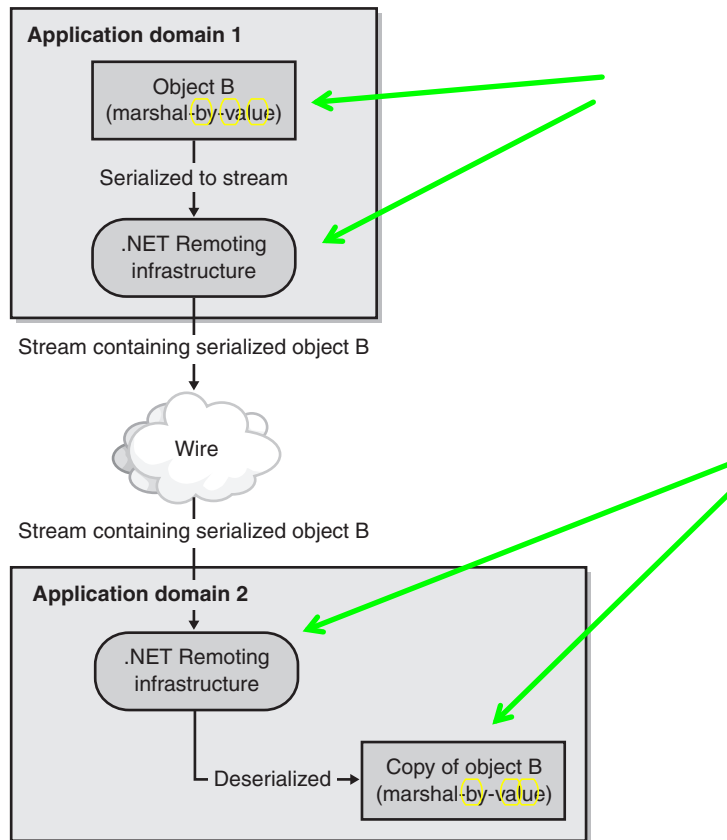 Application domain 1
Object B
(marshal-by-value)
Serialized to stream
.NET Remoting
infrastructure
Stream containing serialized object B
Wire
Stream containing serialized object B
Application domain 2
.NET Remoting
infrastructure
Deserialized
Copy of object B
(marshal-by-value)